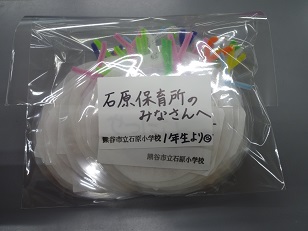 石原保育所の
みなさんへ
熊谷市立石原小学校 1年生より
熊谷市立石原小学校